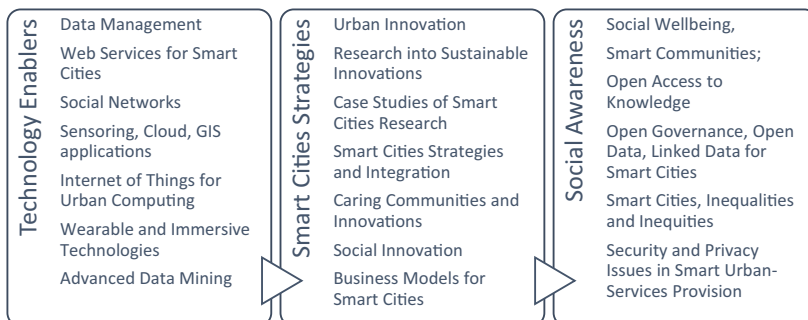 Technology Enablers
Data Management
Web Services for Smart
Cities
Social Networks
Sensoring, Cloud, GIS
applications
Internet of Things for
Urban Computing
Wearable and Immersive
Technologies
Advanced Data Mining
Smart Cities Strategies
Urban Innovation
Research into Sustainable
Innovations
Case Studies of Smart
Cities Research
Smart Cities Strategies
and Integration
Caring Communities and
Innovations
Social Innovation
Business Models for
Smart Cities
Social Awareness
Social Wellbeing,
Smart Communities;
Open Access to
Knowledge
Open Governance, Open
Data, Linked Data for
Smart Cities
Smart Cities, Inequalities
and Inequities
Security and Privacy
Issues in Smart Urban-
Services Provision